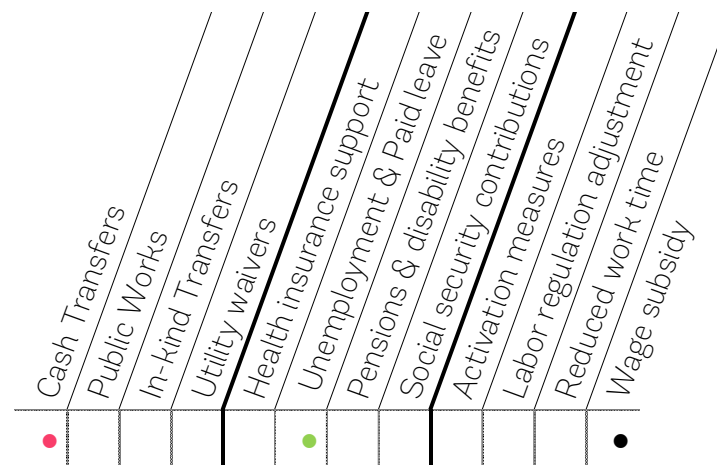 Cash Transfers
Public Works
In-kind Transfers
Utility waivers
Health insurance support
Unemployment & Paid leave
Pensions & disability benefits
Social security contributions
Activation measures
Labor regulation adjustment
Reduced work time
Wage subsidy